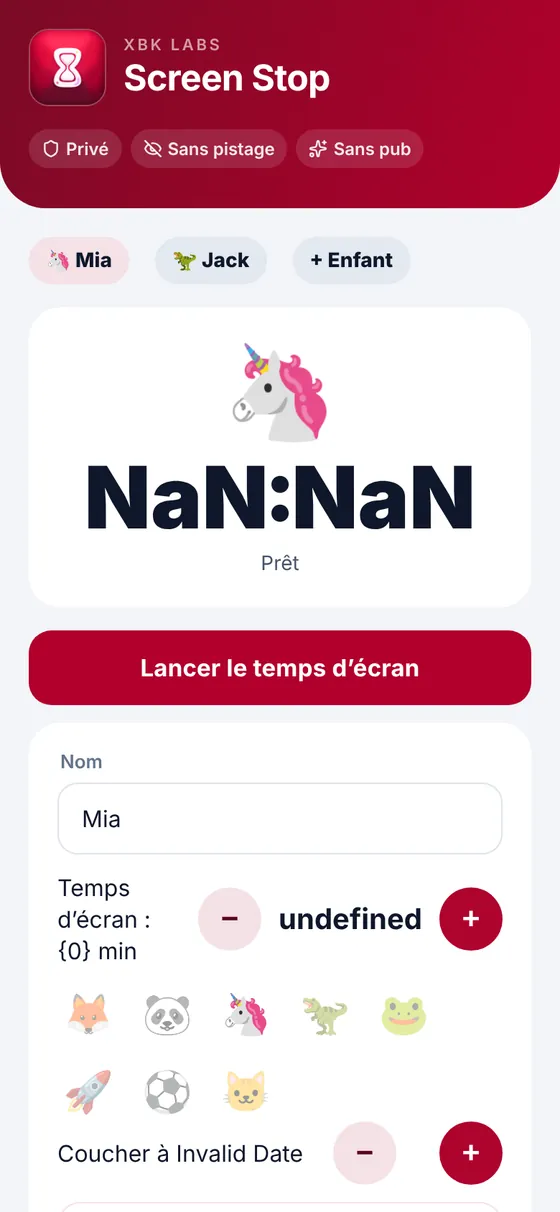 XBK LABS
Screen Stop
Privé
Sans pistage
Sans pub
Mia
Jack
+ Enfant
NaN:NaN
Prêt
Lancer le temps d’écran
Nom
Mia
Temps
d’écran :
{0} min
−
undefined
+
Coucher à Invalid Date
−
+